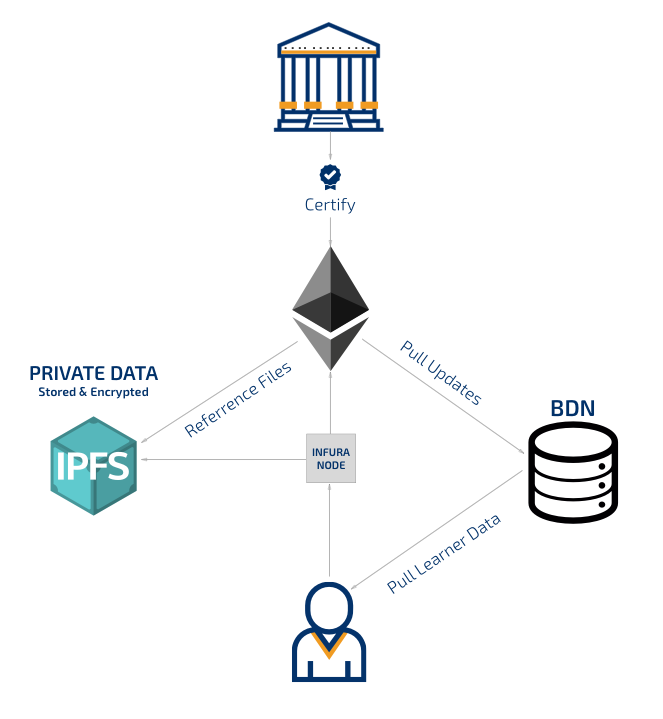 Certify
Pull Updates
PRIVATE DATA
Stored & Encrypted
Referrence Files
BDN
IPFS
INFURA
NODE
Pull Learner Data